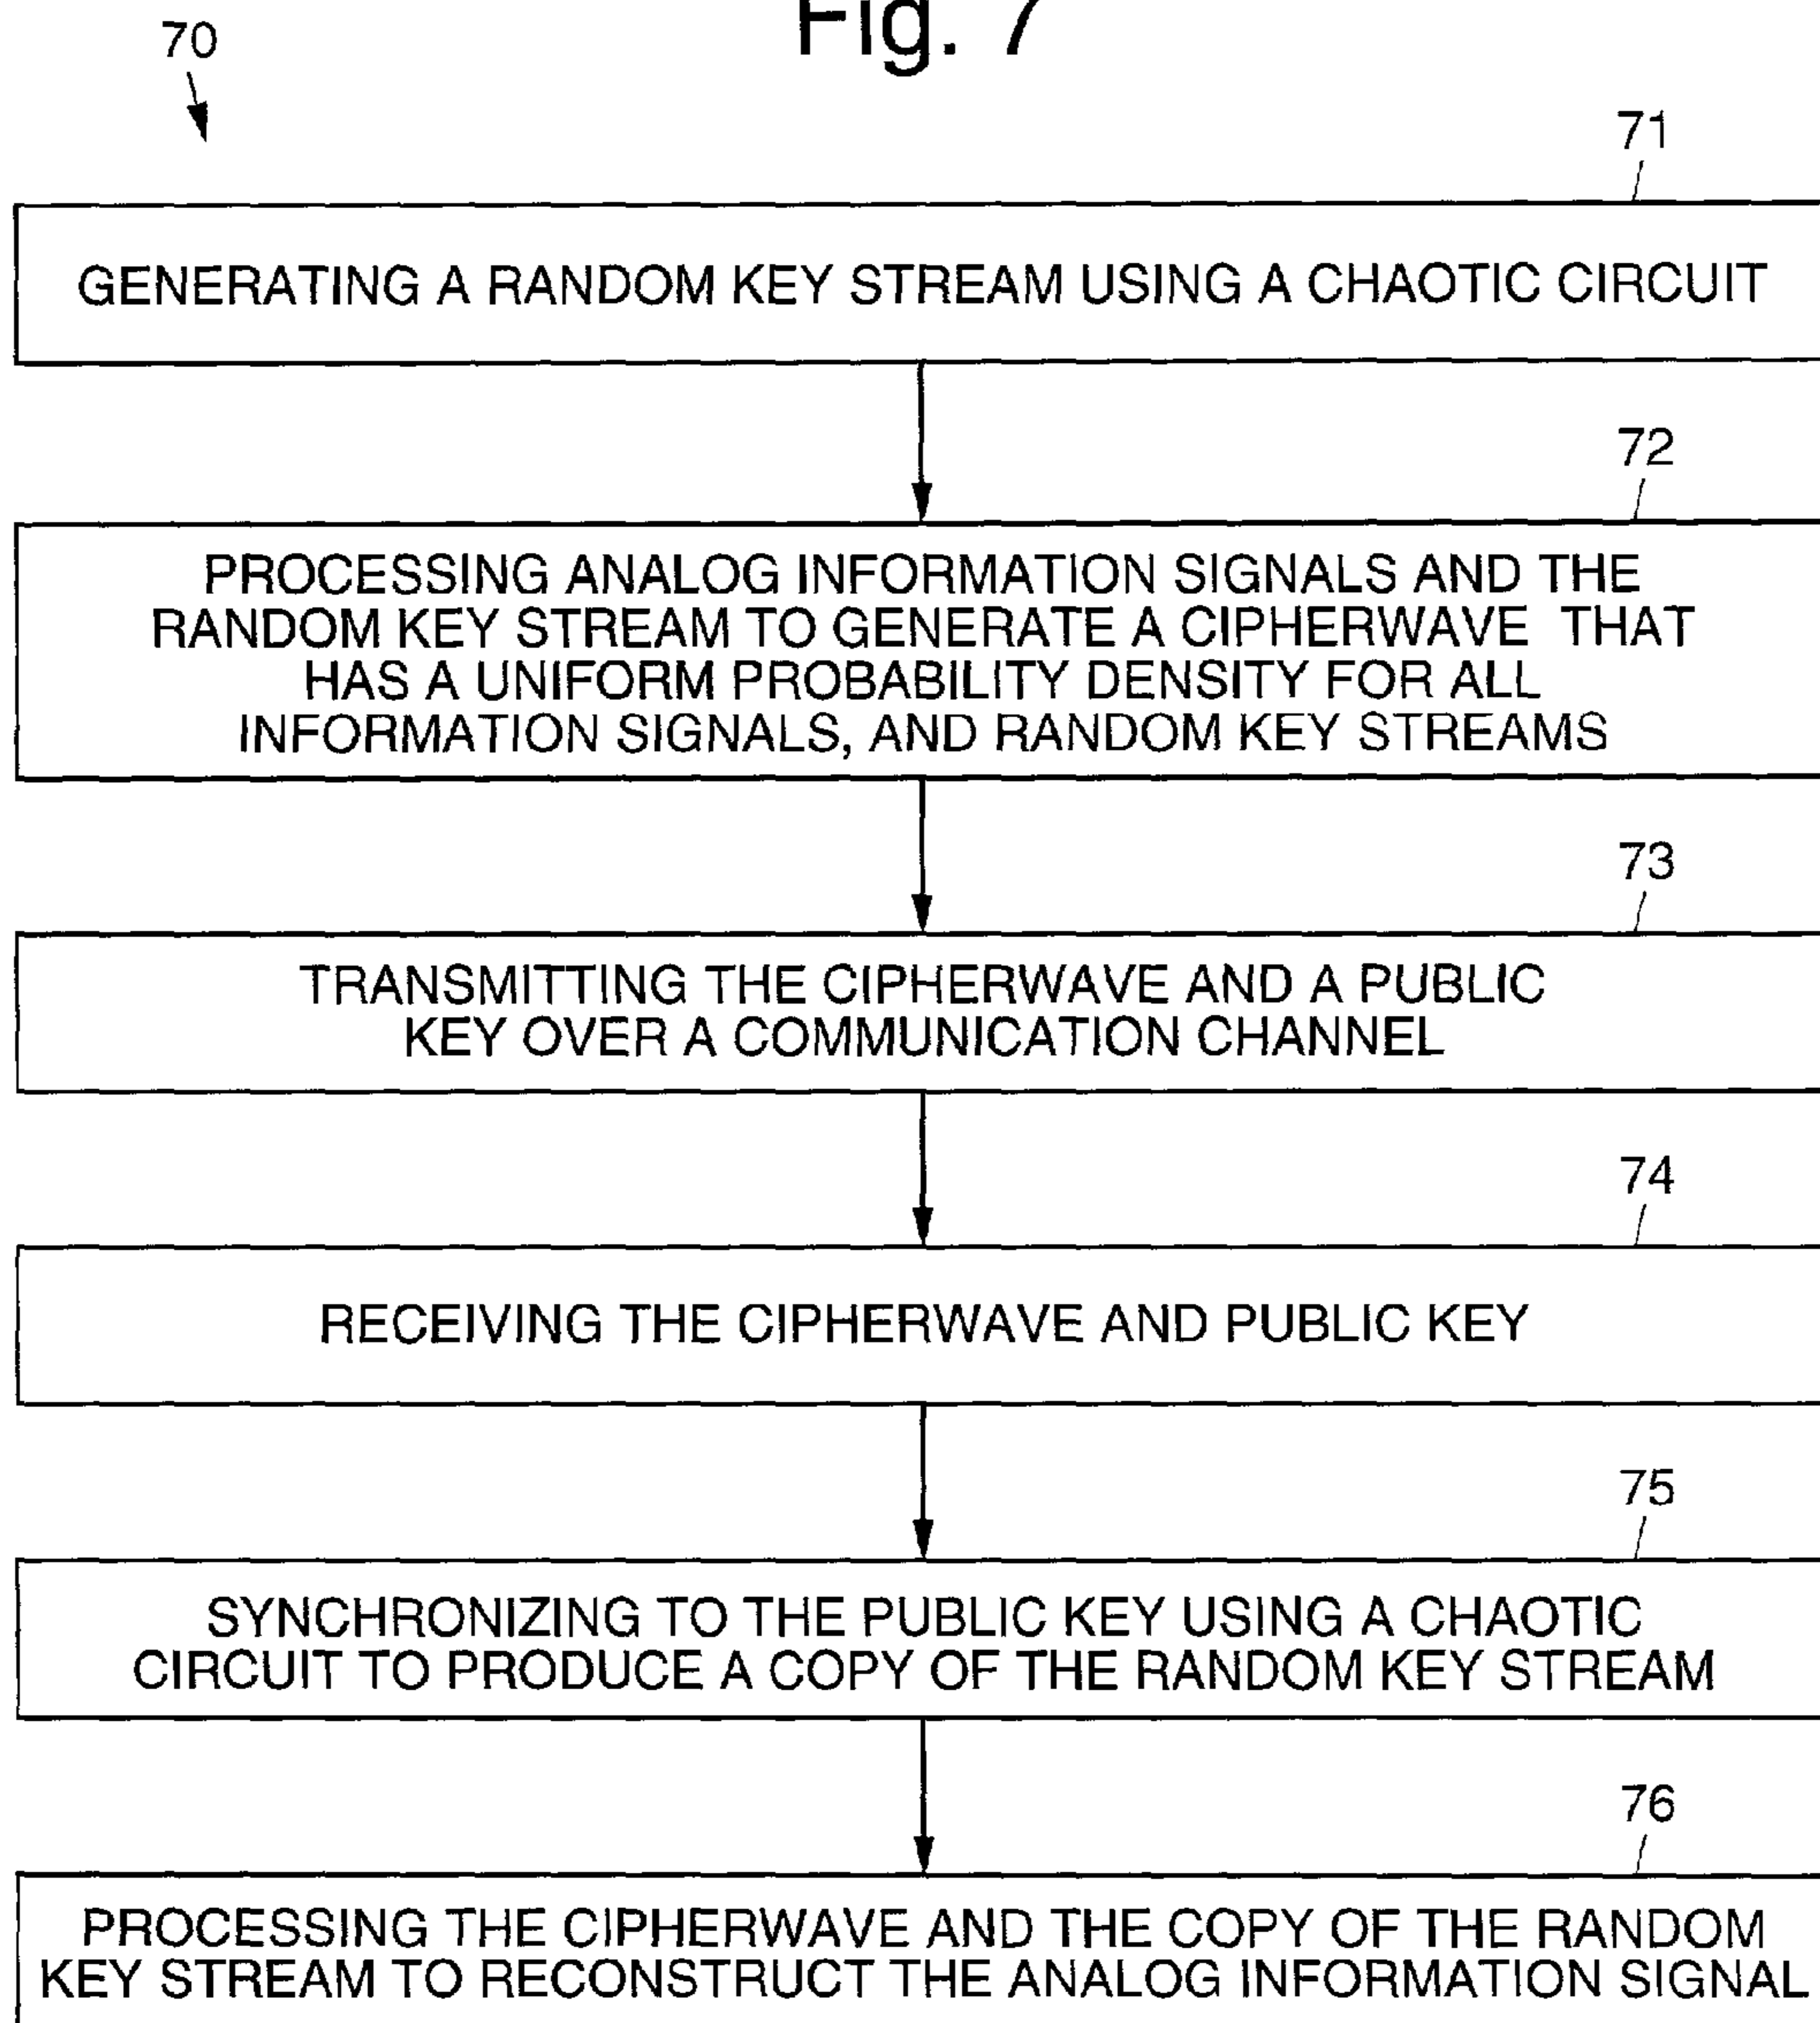 Fig. 7
70
71
GENERATING A RANDOM KEY STREAM USING A CHAOTIC CIRCUIT
72
PROCESSING ANALOG INFORMATION SIGNALS AND THE
RANDOM KEY STREAM TO GENERATE A CIPHERWAVE THAT
HAS A UNIFORM PROBABILITY DENSITY FOR ALL
INFORMATION SIGNALS, AND RANDOM KEY STREAMS
73
TRANSMITTING THE CIPHERWAVE AND A PUBLIC
KEY OVER A COMMUNICATION CHANNEL
74
RECEIVING THE CIPHERWAVE AND PUBLIC KEY
75
SYNCHRONIZING TO THE PUBLIC KEY USING A CHAOTIC
CIRCUIT TO PRODUCE A COPY OF THE RANDOM KEY STREAM
76
PROCESSING THE CIPHERWAVE AND THE COPY OF THE RANDOM
KEY STREAM TO RECONSTRUCT THE ANALOG INFORMATION SIGNAL